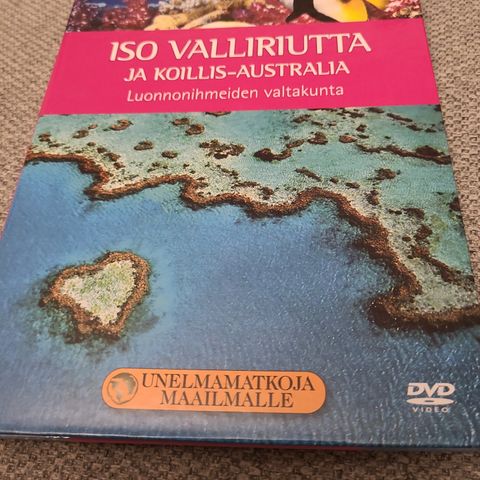 ISO VALLIRIUTTA
JA KOILLIS-AUSTRALIA
Luonnonihmeiden valtakunta
UNELMAMATKOJA
MAAILMALLE
DVD
VIDEO